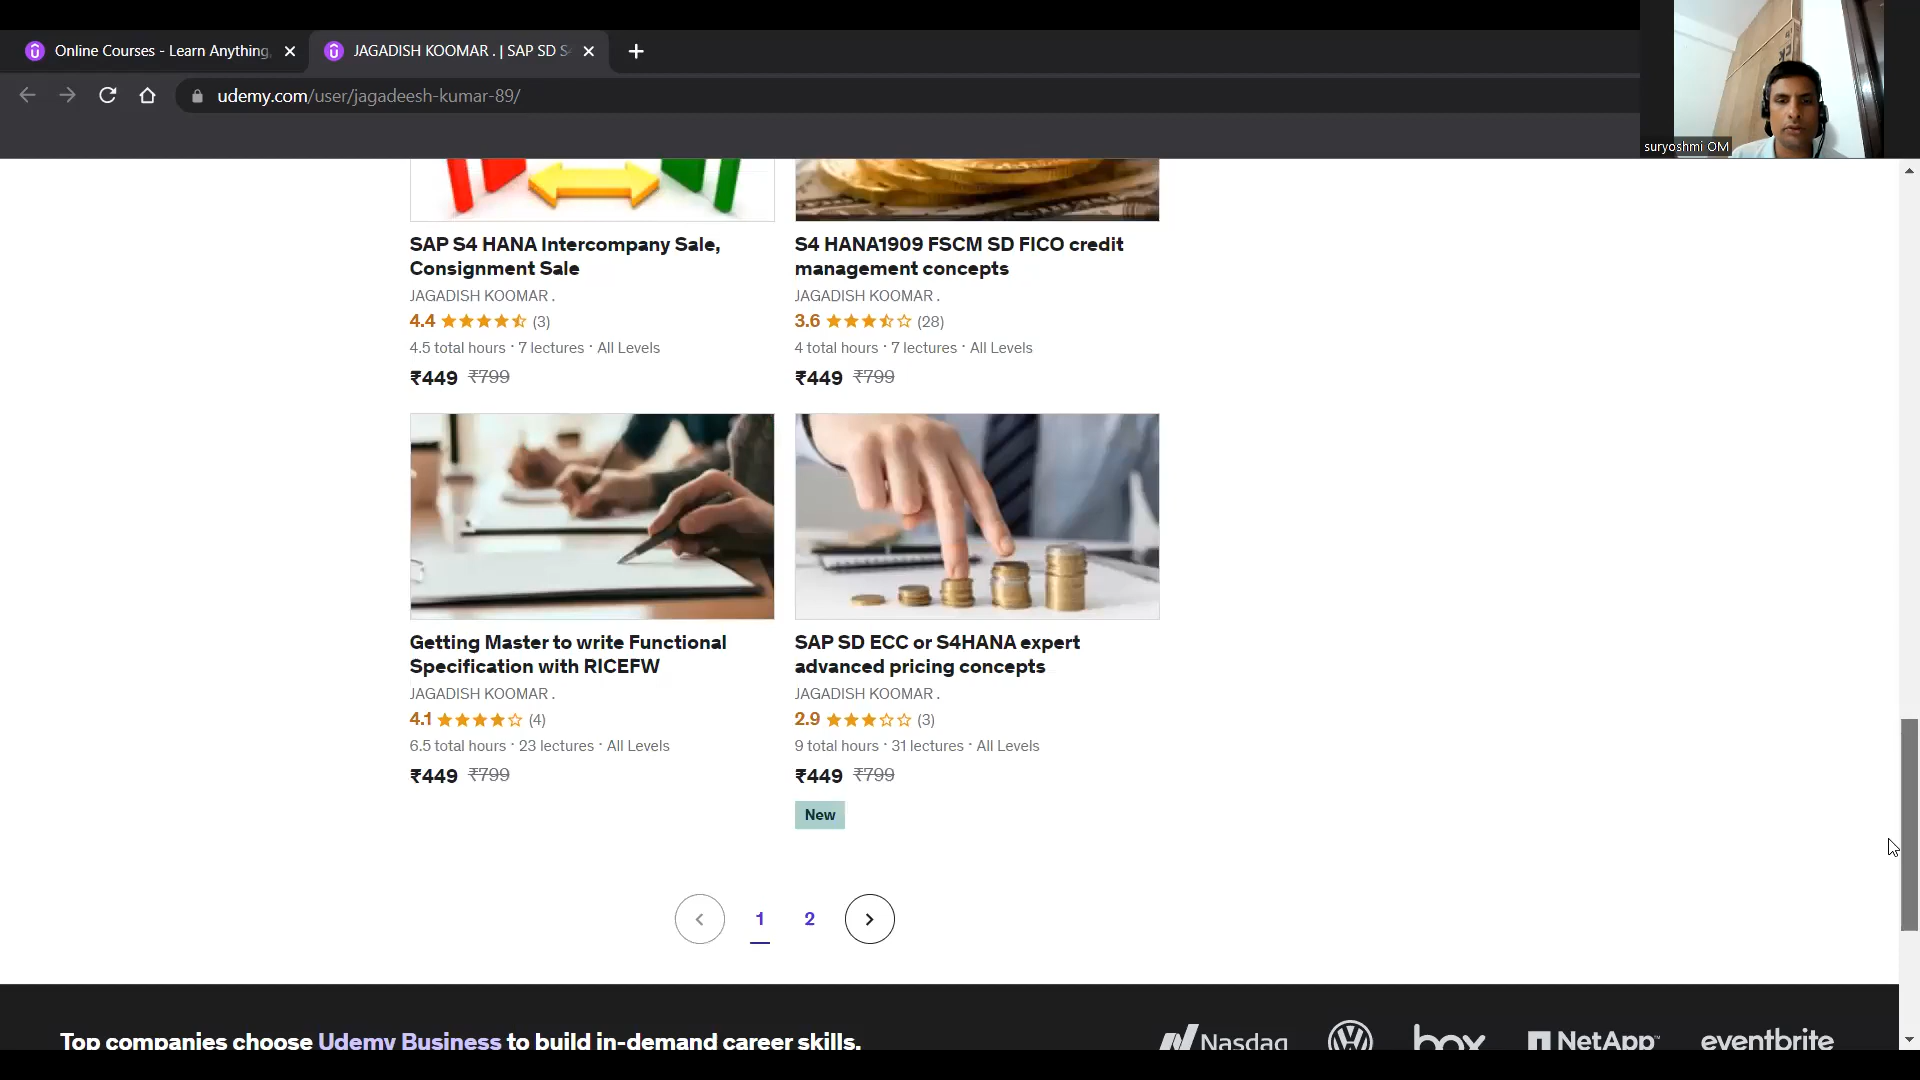 Online Courses - Learn Anything,
JAGADISH KOOMAR . | SAP SD S
udemy.com/user/jagadeesh-kumar-89/
suryoshmi OM
SAP S4 HANA Intercompany Sale,
Consignment Sale
JAGADISH KOOMAR .
4.4 (3)
4.5 total hours · 7 lectures · All Levels
₹449 ₹799
S4 HANA1909 FSCM SD FICO credit
management concepts
JAGADISH KOOMAR .
3.6 (28)
4 total hours · 7 lectures · All Levels
₹449 ₹799
Getting Master to write Functional
Specification with RICEFW
JAGADISH KOOMAR .
4.1 (4)
6.5 total hours · 23 lectures · All Levels
₹449 ₹799
SAP SD ECC or S4HANA expert
advanced pricing concepts
JAGADISH KOOMAR .
2.9 (3)
9 total hours · 31 lectures · All Levels
₹449 ₹799
New
1 2
Top companies choose Udemy Business to build in-demand career skills.
Nasdaq
box
NetApp
eventbrite